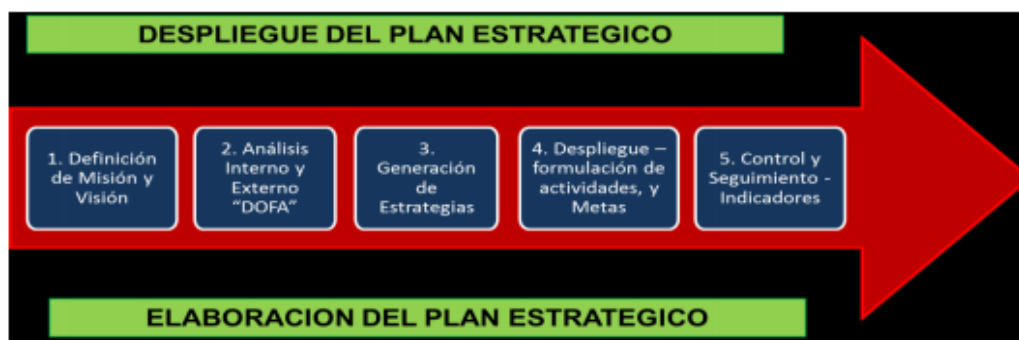 DESPLIEGUE DEL PLAN ESTRATEGICO
1. Definición
de Misión y
Visión
2. Análisis
Interno y
Externo
“DOFA”
3.
Generación
de
Estrategias
4. Despliegue –
formulación de
actividades, y
Metas
5. Control y
Seguimiento -
Indicadores
ELABORACION DEL PLAN ESTRATEGICO